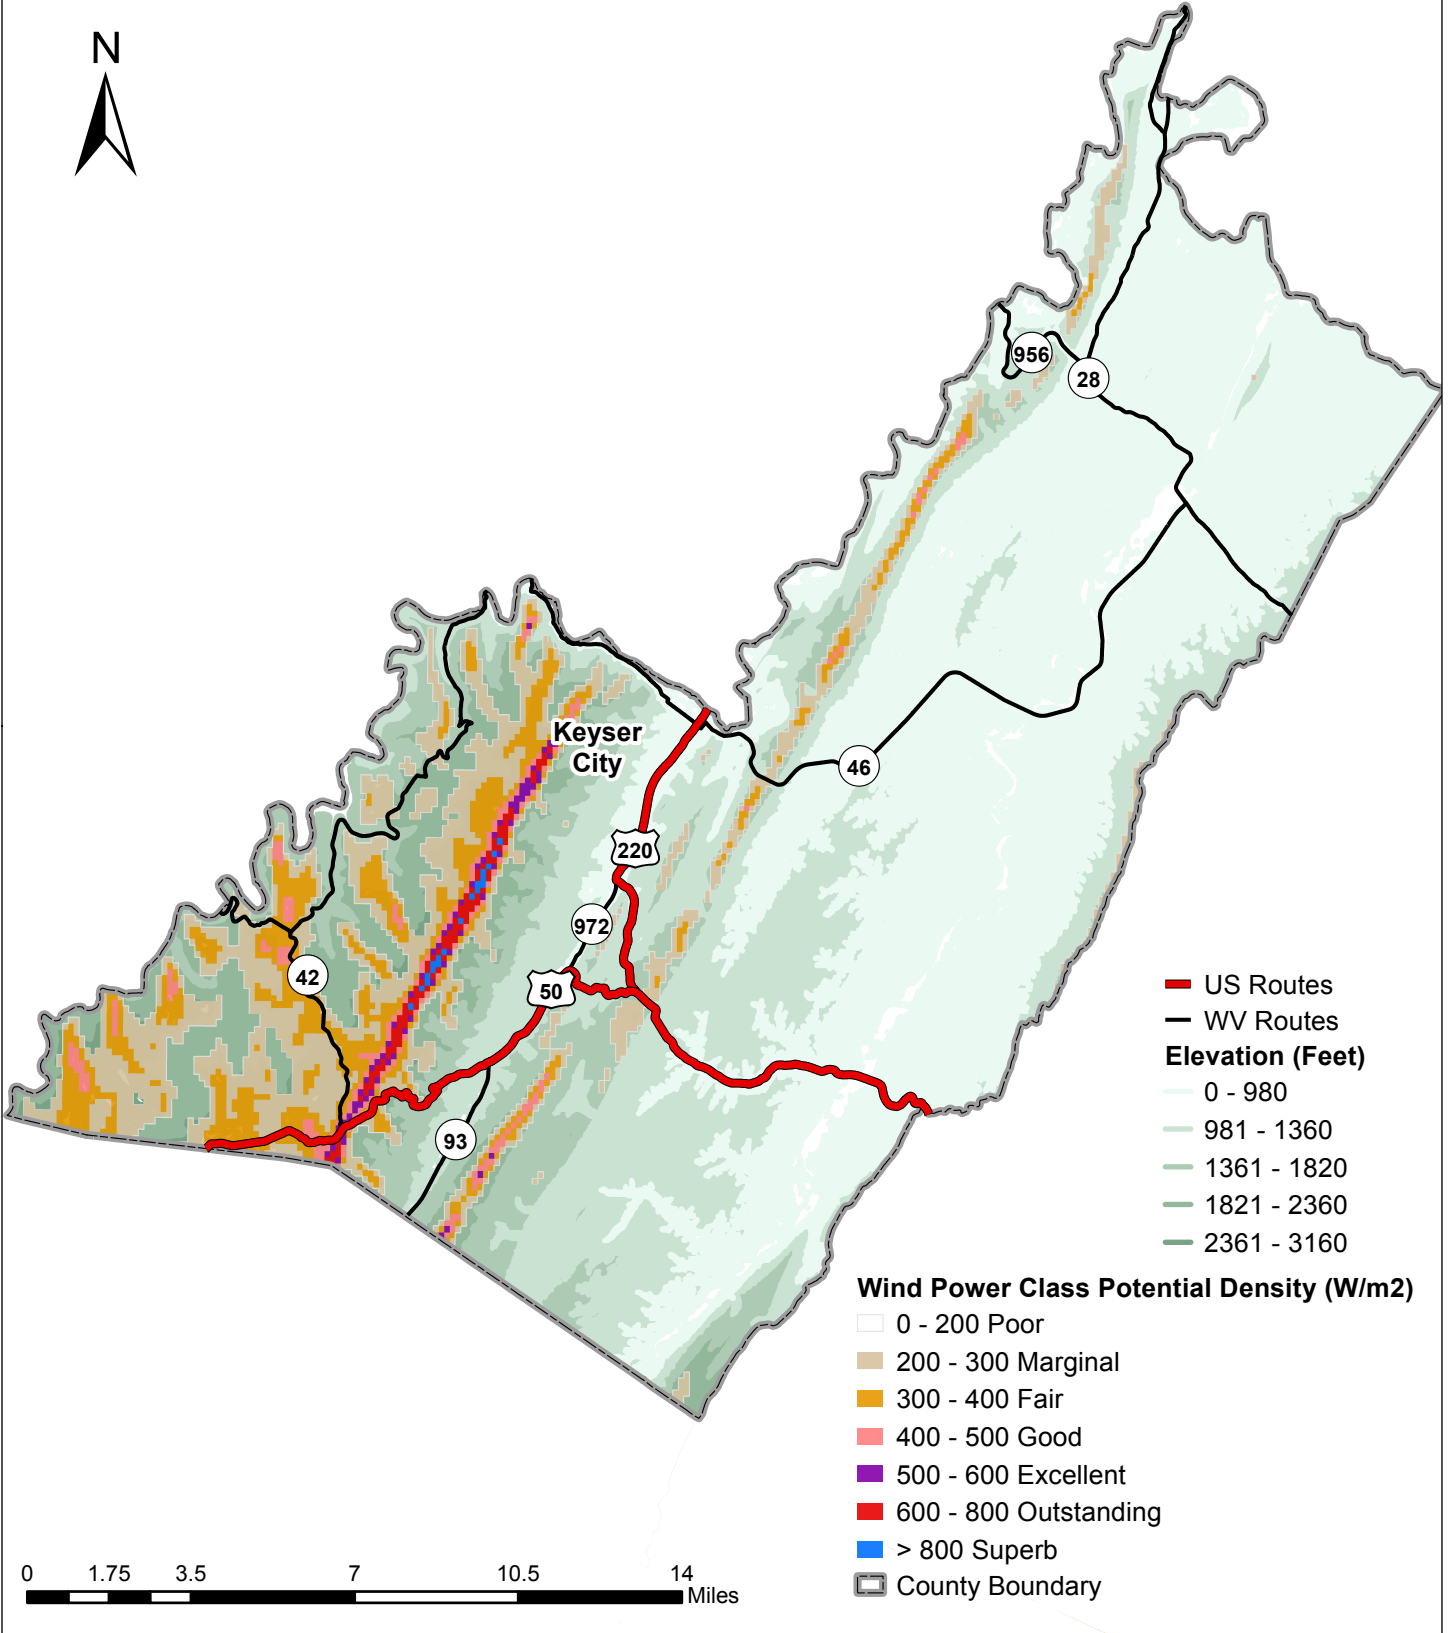 N
956
28
Keyser
City
46
220
972
50
42
93
US Routes
WV Routes
Elevation (Feet)
0 - 980
981 - 1360
1361 - 1820
1821 - 2360
2361 - 3160
Wind Power Class Potential Density (W/m2)
0 - 200 Poor
200 - 300 Marginal
300 - 400 Fair
400 - 500 Good
500 - 600 Excellent
600 - 800 Outstanding
> 800 Superb
County Boundary
0 1.75 3.5 7 10.5 14
Miles